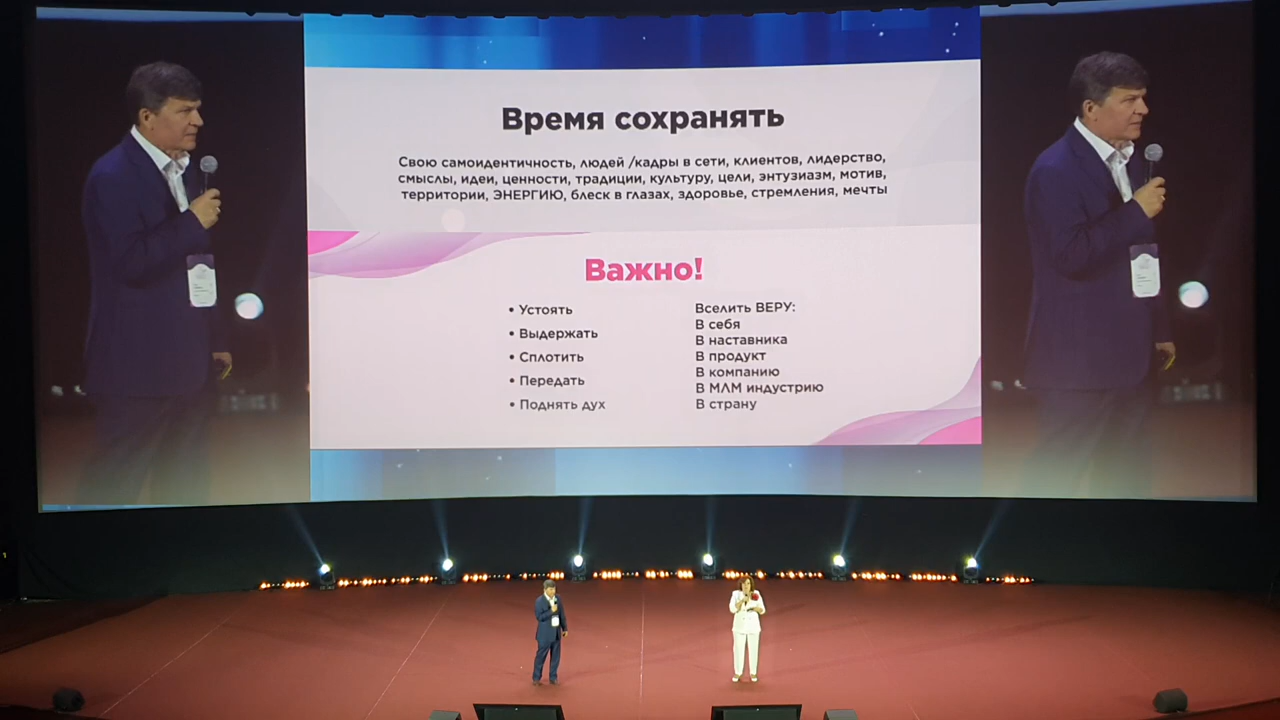 Время сохранять
Свою самоидентичность, людей /кадры в сети, клиентов, лидерство,
смыслы, идеи, ценности, традиции, культуру, цели, энтузиазм, мотив,
территории, ЭНЕРГИЮ, блеск в глазах, здоровье, стремления, мечты
Важно!
• Устоять
• Выдержать
• Сплотить
• Передать
• Поднять дух
Вселить ВЕРУ:
В себя
В наставника
В продукт
В компанию
В МЛМ индустрию
В страну